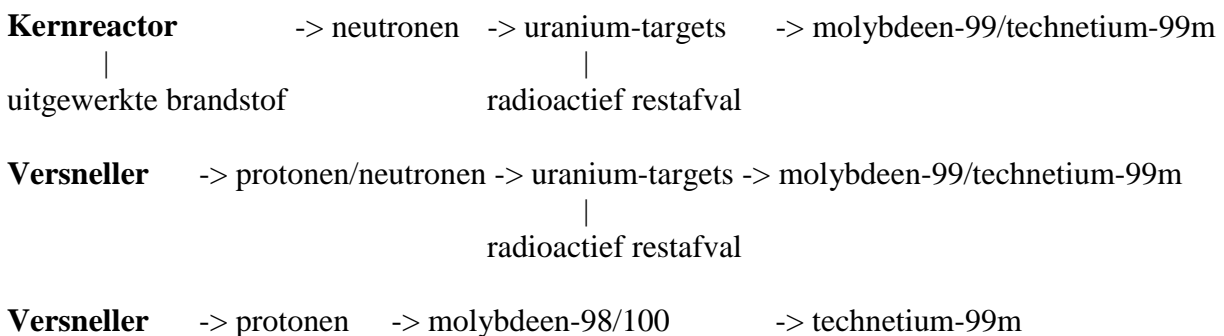 Kernreactor -> neutronen -> uranium-targets -> molybdeen-99/technetium-99m
| |
uitgewerkte brandstof radioactief restafval
Versneller -> protonen/neutronen -> uranium-targets -> molybdeen-99/technetium-99m
|
radioactief restafval
Versneller -> protonen -> molybdeen-98/100 -> technetium-99m